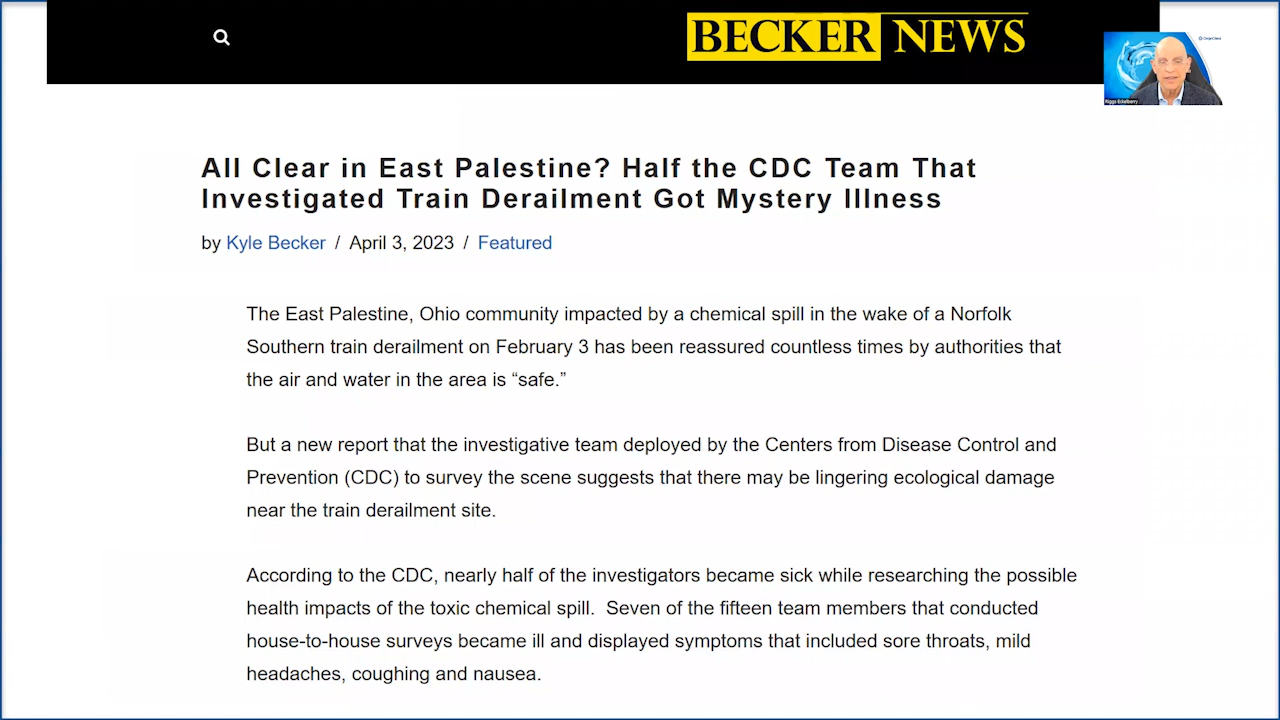 BECKER NEWS
OriginClear
Riggs Eckelberry
All Clear in East Palestine? Half the CDC Team That
Investigated Train Derailment Got Mystery Illness
by Kyle Becker / April 3, 2023 / Featured
The East Palestine, Ohio community impacted by a chemical spill in the wake of a Norfolk
Southern train derailment on February 3 has been reassured countless times by authorities that
the air and water in the area is “safe.”
But a new report that the investigative team deployed by the Centers from Disease Control and
Prevention (CDC) to survey the scene suggests that there may be lingering ecological damage
near the train derailment site.
According to the CDC, nearly half of the investigators became sick while researching the possible
health impacts of the toxic chemical spill.  Seven of the fifteen team members that conducted
house-to-house surveys became ill and displayed symptoms that included sore throats, mild
headaches, coughing and nausea.